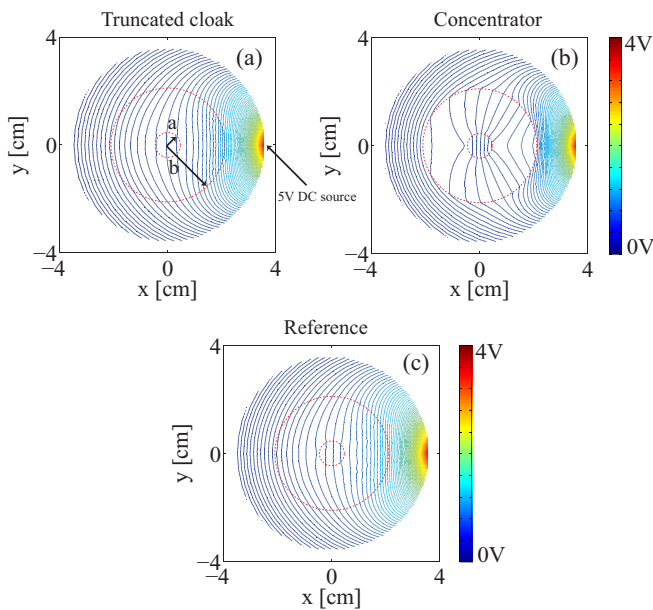 Truncated cloak
Concentrator
4
(a)
a
b
y [cm]
0
5V DC source
−4
−4
0
4
x [cm]
4
(b)
y [cm]
0
−4
−4
0
4
x [cm]
4V
0V
Reference
4
(c)
y [cm]
0
−4
−4
0
4
x [cm]
4V
0V